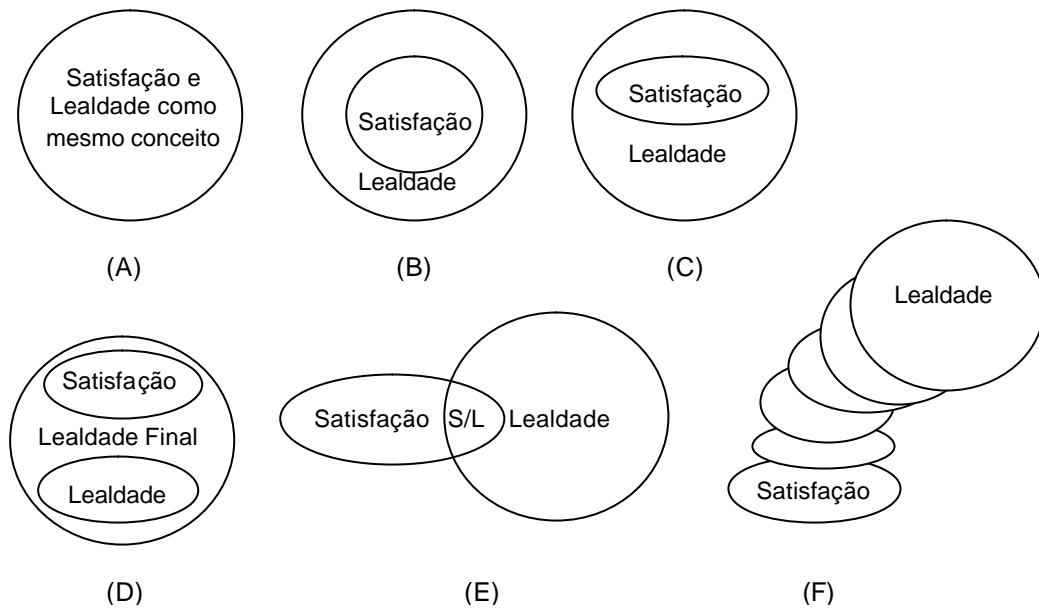 Satisfação e
Lealdade como
mesmo conceito
(A)
Satisfação
Lealdade
(B)
Satisfação
Lealdade
(C)
Satisfação
Lealdade Final
Lealdade
(D)
Satisfação S/L Lealdade
(E)
Lealdade
Satisfação
(F)